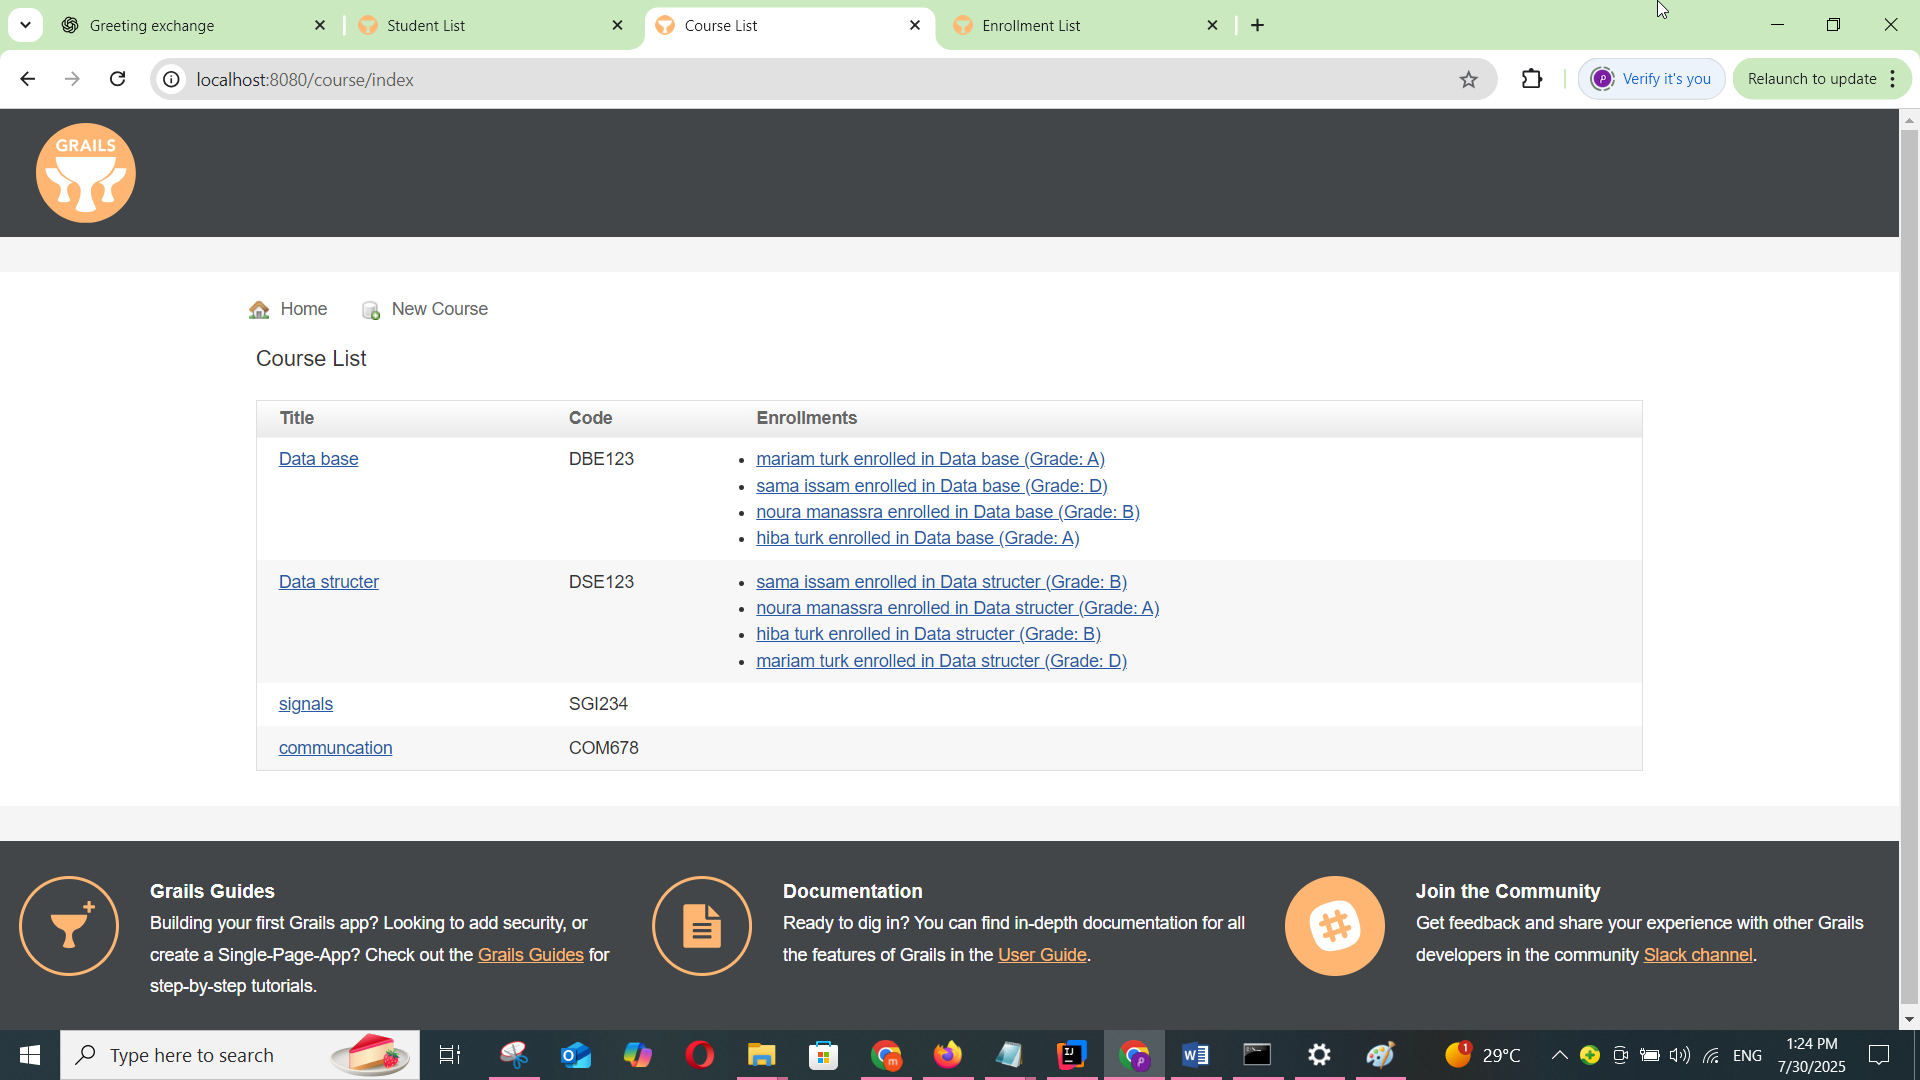 Greeting exchange
Student List
Course List
Enrollment List
localhost:8080/course/index
Verify it's you
Relaunch to update
GRAILS
Home
New Course
Course List
Title Code Enrollments
Data base DBE123
mariam turk enrolled in Data base (Grade: A)
sama issam enrolled in Data base (Grade: D)
noura manassra enrolled in Data base (Grade: B)
hiba turk enrolled in Data base (Grade: A)
Data structer DSE123
sama issam enrolled in Data structer (Grade: B)
noura manassra enrolled in Data structer (Grade: A)
hiba turk enrolled in Data structer (Grade: B)
mariam turk enrolled in Data structer (Grade: D)
signals SGI234
communcation COM678
Grails Guides
Building your first Grails app? Looking to add security, or
create a Single-Page-App? Check out the Grails Guides for
step-by-step tutorials.
Documentation
Ready to dig in? You can find in-depth documentation for all
the features of Grails in the User Guide.
Join the Community
Get feedback and share your experience with other Grails
developers in the community Slack channel.
Type here to search
29°C
ENG
1:24 PM
7/30/2025